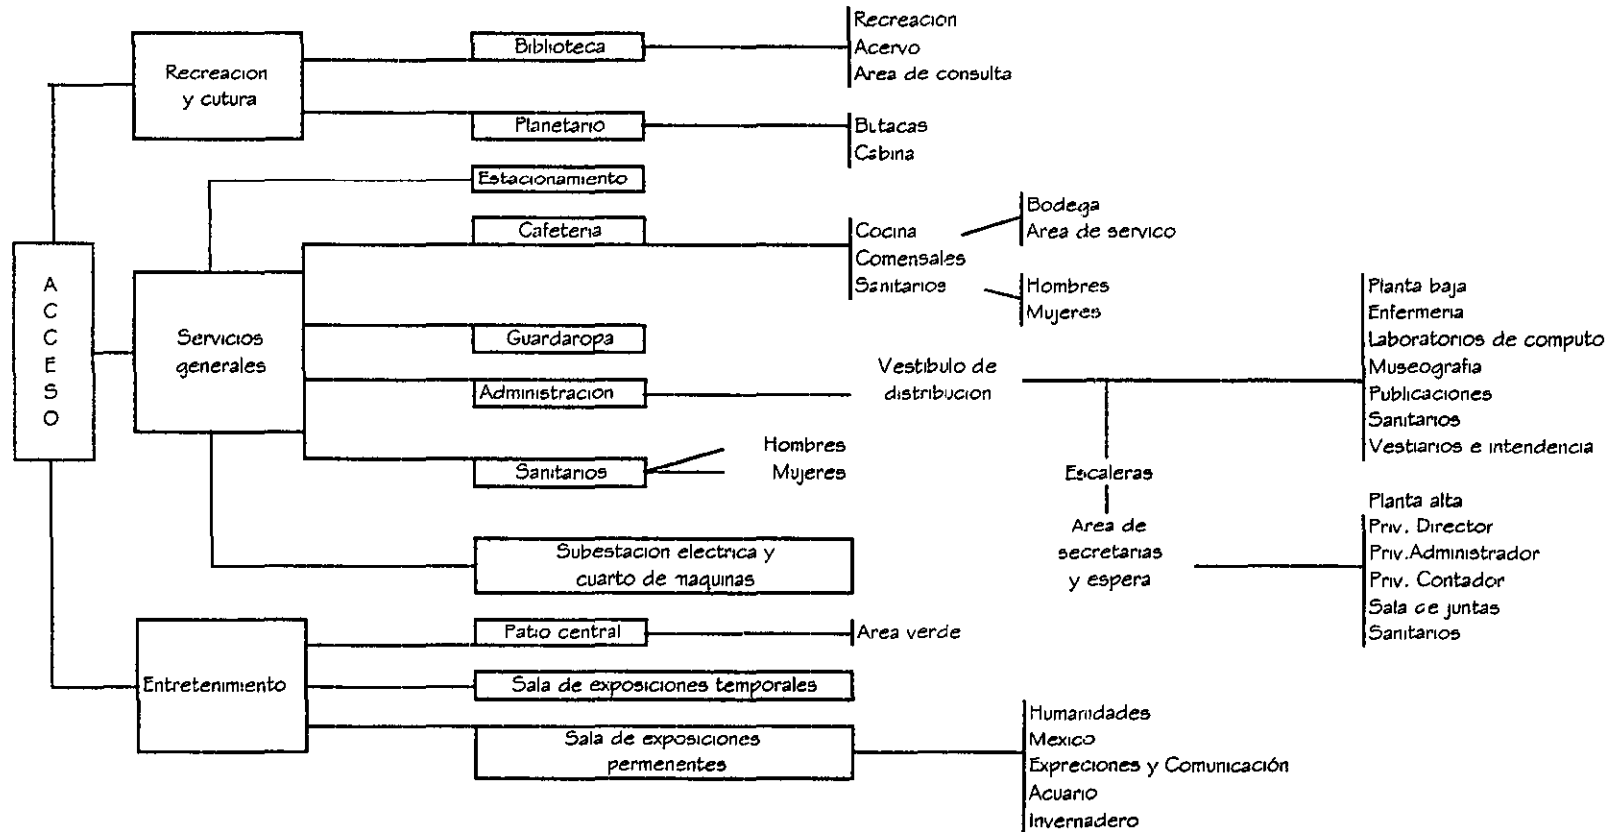 A
C
C
E
S
O
Recreacion
y cutura
Biblioteca
Recreacion
Acervo
Area de consulta
Planetario
Butacas
Cabina
Servicios
generales
Estacionamiento
Cafeteria
Cocina
Comensales
Sanitarios
Bodega
Area de servico
Hombres
Mujeres
Guardaropa
Administracion
Vestibulo de
distribucion
Planta baja
Enfermeria
Laboratorios de computo
Museografia
Publicaciones
Sanitarios
Vestiarios e intendencia
Escaleras
Area de
secretarias
y espera
Planta alta
Priv. Director
Priv.Administrador
Priv. Contador
Sala de juntas
Sanitarios
Sanitarios
Hombres
Mujeres
Subestacion electrica y
cuarto de maquinas
Entretenimiento
Patio central
Area verde
Sala de exposiciones temporales
Sala de exposiciones
permenentes
Humanidades
Mexico
Expreciones y Comunicación
Acuario
Invernadero